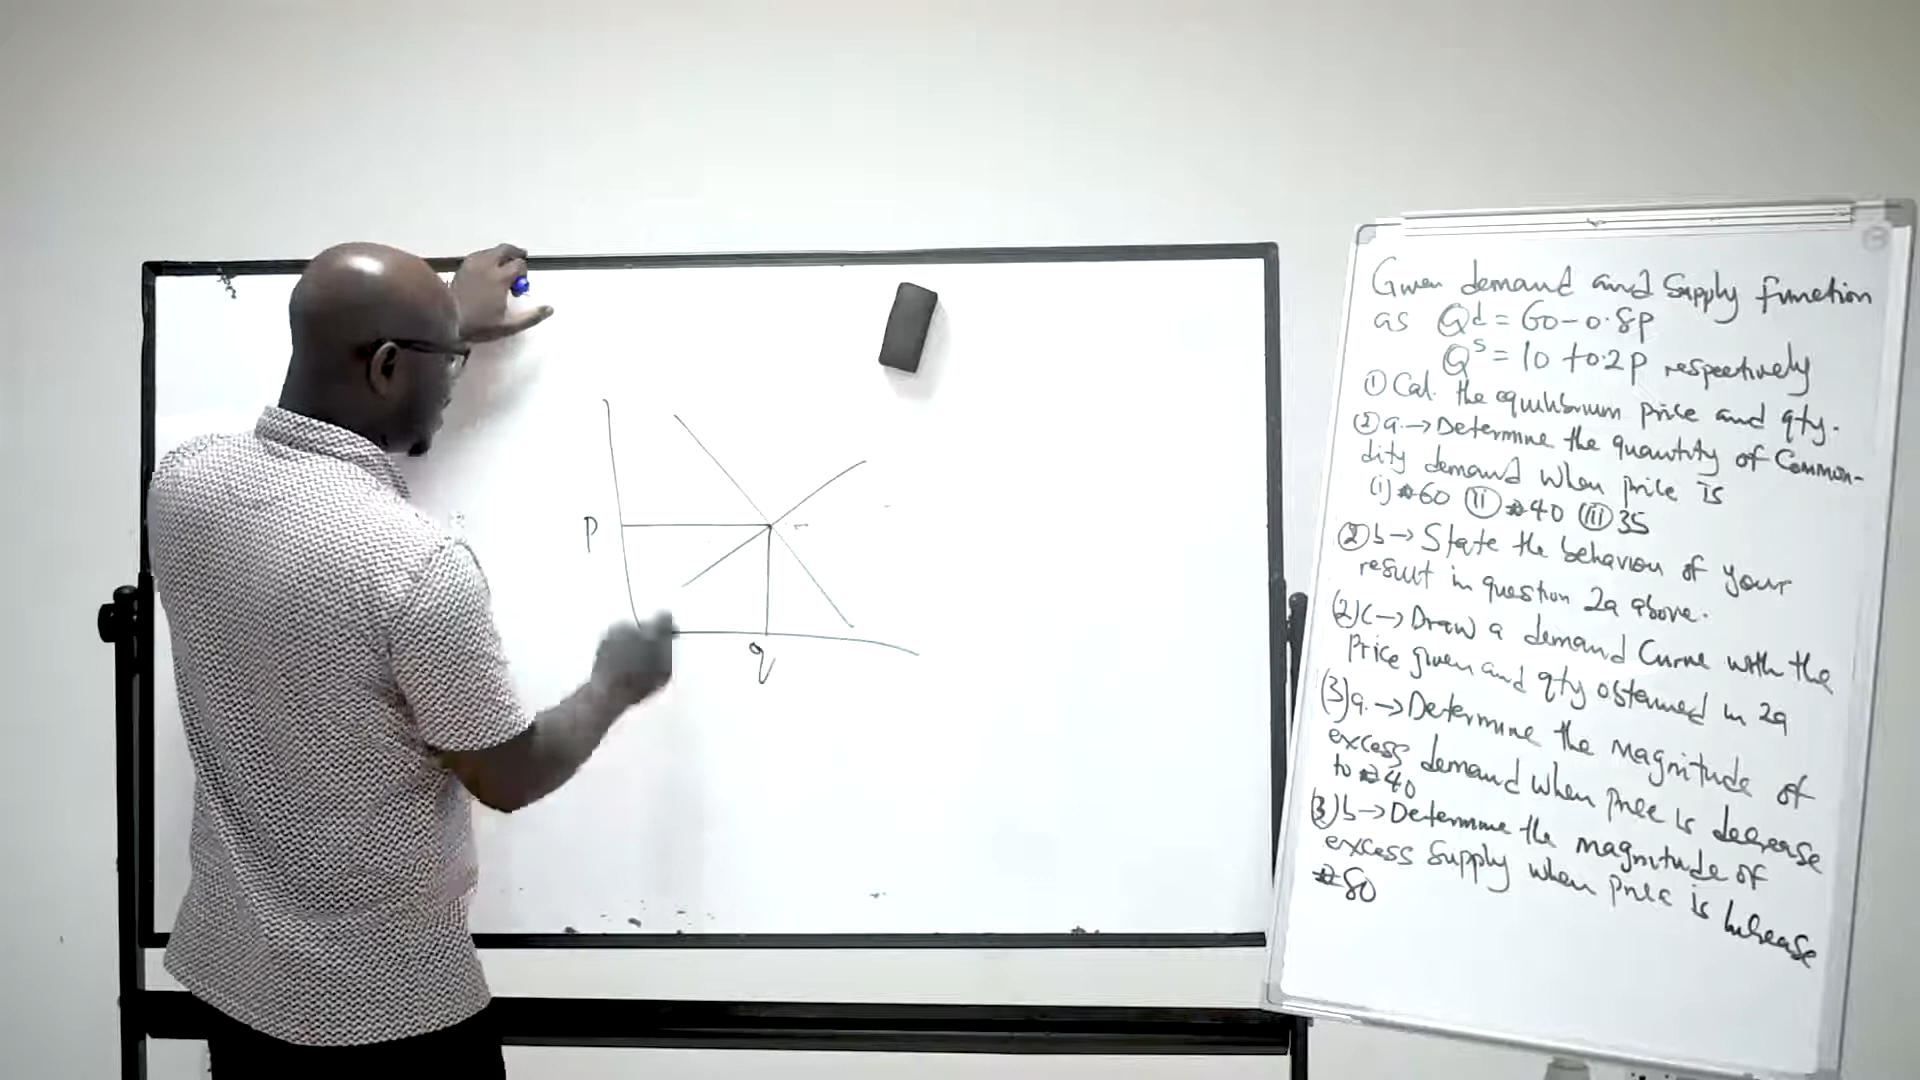 P
q
Given demand and Supply function
as Qd = 60-0.8p
Qs = 10 +0.2p respectively
① Cal. the equilibrium price and qty.
② a.→Determine the quantity of Common-
dity demand when price is
(i) ₦60 (ii) ₦40 (iii) 35
② b→ State the behaviou of your
result in question 2a above.
(2)c→ Draw a demand Curve with the
Price given and qty obtained in 2a
(3)a.→Determine the magnitude of
excess demand when price is decrease
to ₦40
(3)b→Determine the magnitude of
excess Supply when price is Increase
₦80